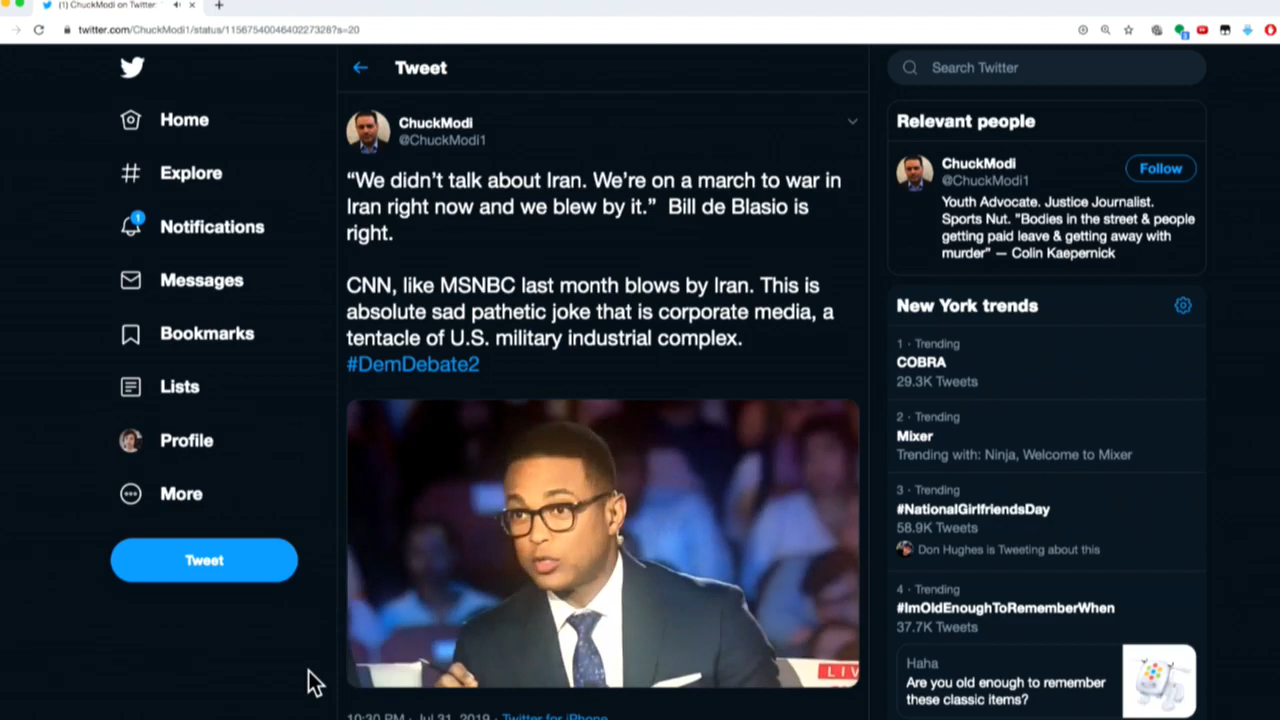 (1) ChuckModi on Twitter:
twitter.com/ChuckModi1/status/1156754004640227328?s=20
Home
Explore
1
Notifications
Messages
Bookmarks
Lists
Profile
More
Tweet
Tweet
ChuckModi
@ChuckModi1
“We didn’t talk about Iran. We’re on a march to war in
Iran right now and we blew by it.”  Bill de Blasio is
right.
CNN, like MSNBC last month blows by Iran. This is
absolute sad pathetic joke that is corporate media, a
tentacle of U.S. military industrial complex.
#DemDebate2
LIV
10:30 PM · Jul 31, 2019 · Twitter for iPhone
Search Twitter
Relevant people
ChuckModi
@ChuckModi1
Follow
Youth Advocate. Justice Journalist.
Sports Nut. "Bodies in the street & people
getting paid leave & getting away with
murder" — Colin Kaepernick
New York trends
1 · Trending
COBRA
29.3K Tweets
2 · Trending
Mixer
Trending with: Ninja, Welcome to Mixer
3 · Trending
#NationalGirlfriendsDay
58.9K Tweets
Don Hughes is Tweeting about this
4 · Trending
#ImOldEnoughToRememberWhen
37.7K Tweets
Haha
Are you old enough to remember
these classic items?